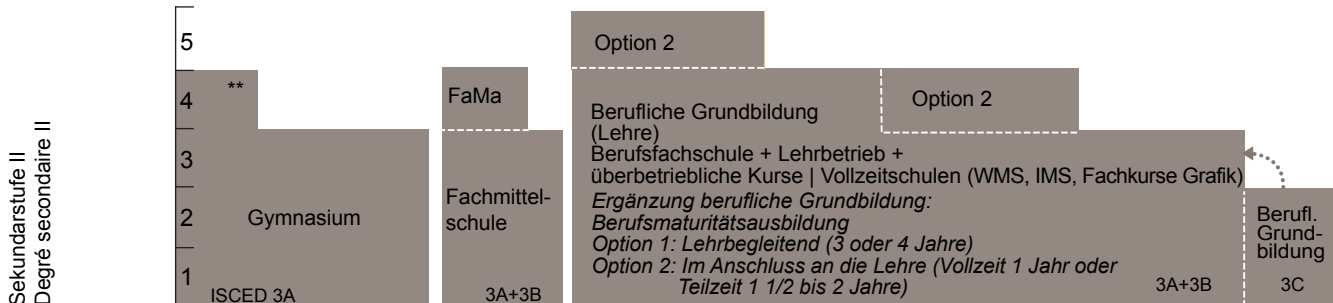 Sekundarstufe II
Degré secondaire II
5
4
3
2
1
**
Gymnasium
ISCED 3A
FaMa
Fachmittel-
schule
3A+3B
Option 2
Option 2
Berufliche Grundbildung
(Lehre)
Berufsfachschule + Lehrbetrieb +
überbetriebliche Kurse | Vollzeitschulen (WMS, IMS, Fachkurse Grafik)
Ergänzung berufliche Grundbildung:
Berufsmaturitätsausbildung
Option 1: Lehrbegleitend (3 oder 4 Jahre)
Option 2: Im Anschluss an die Lehre (Vollzeit 1 Jahr oder
Teilzeit 1 1/2 bis 2 Jahre)
3A+3B
Berufl.
Grund-
bildung
3C